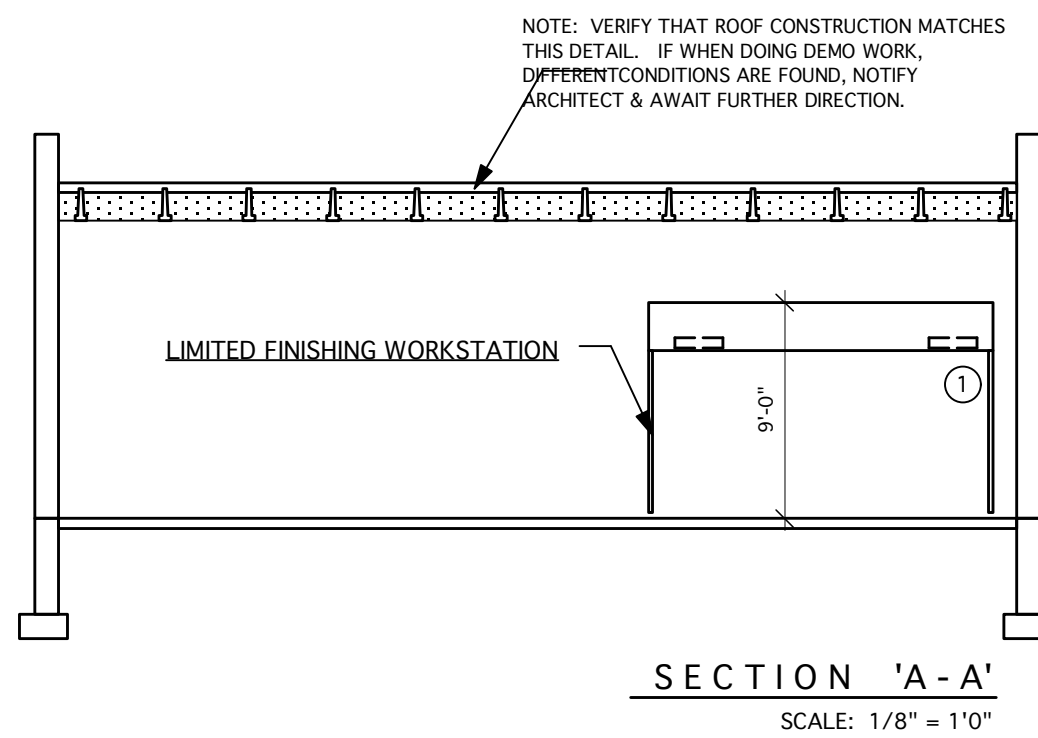 NOTE: VERIFY THAT ROOF CONSTRUCTION MATCHES
THIS DETAIL. IF WHEN DOING DEMO WORK,
DIFFERENTCONDITIONS ARE FOUND, NOTIFY
ARCHITECT & AWAIT FURTHER DIRECTION.
LIMITED FINISHING WORKSTATION
9'-0"
1
SECTION 'A-A'
SCALE: 1/8" = 1'0"